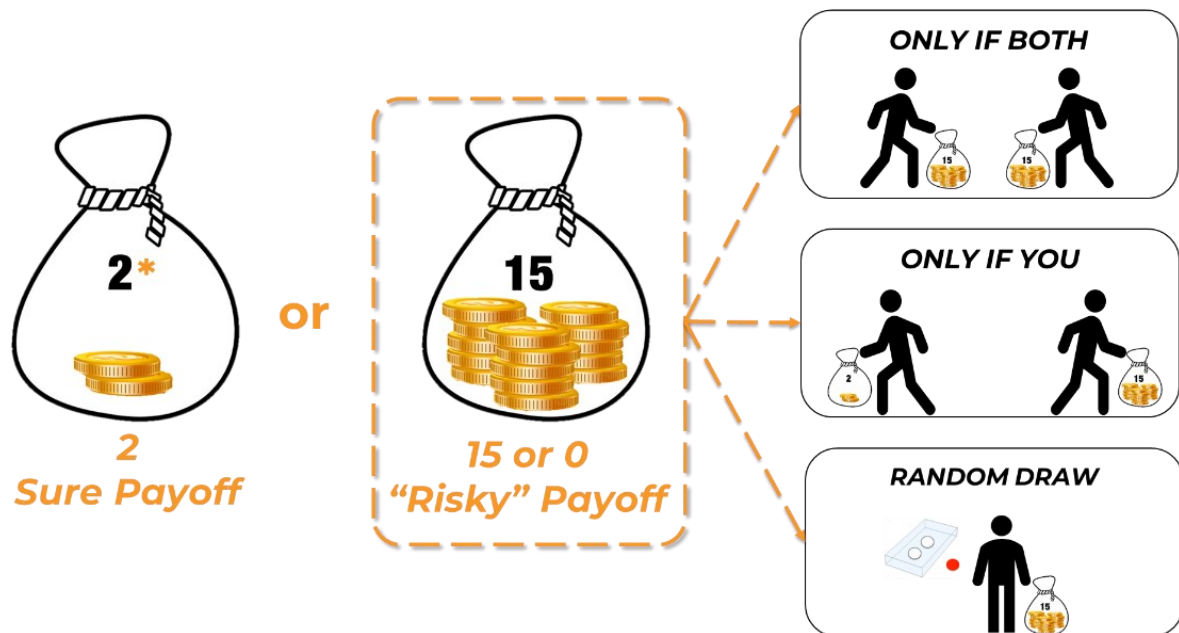 2*
2
Sure Payoff
or
15
15 or 0
“Risky” Payoff
ONLY IF BOTH
15
15
ONLY IF YOU
2
15
RANDOM DRAW
15